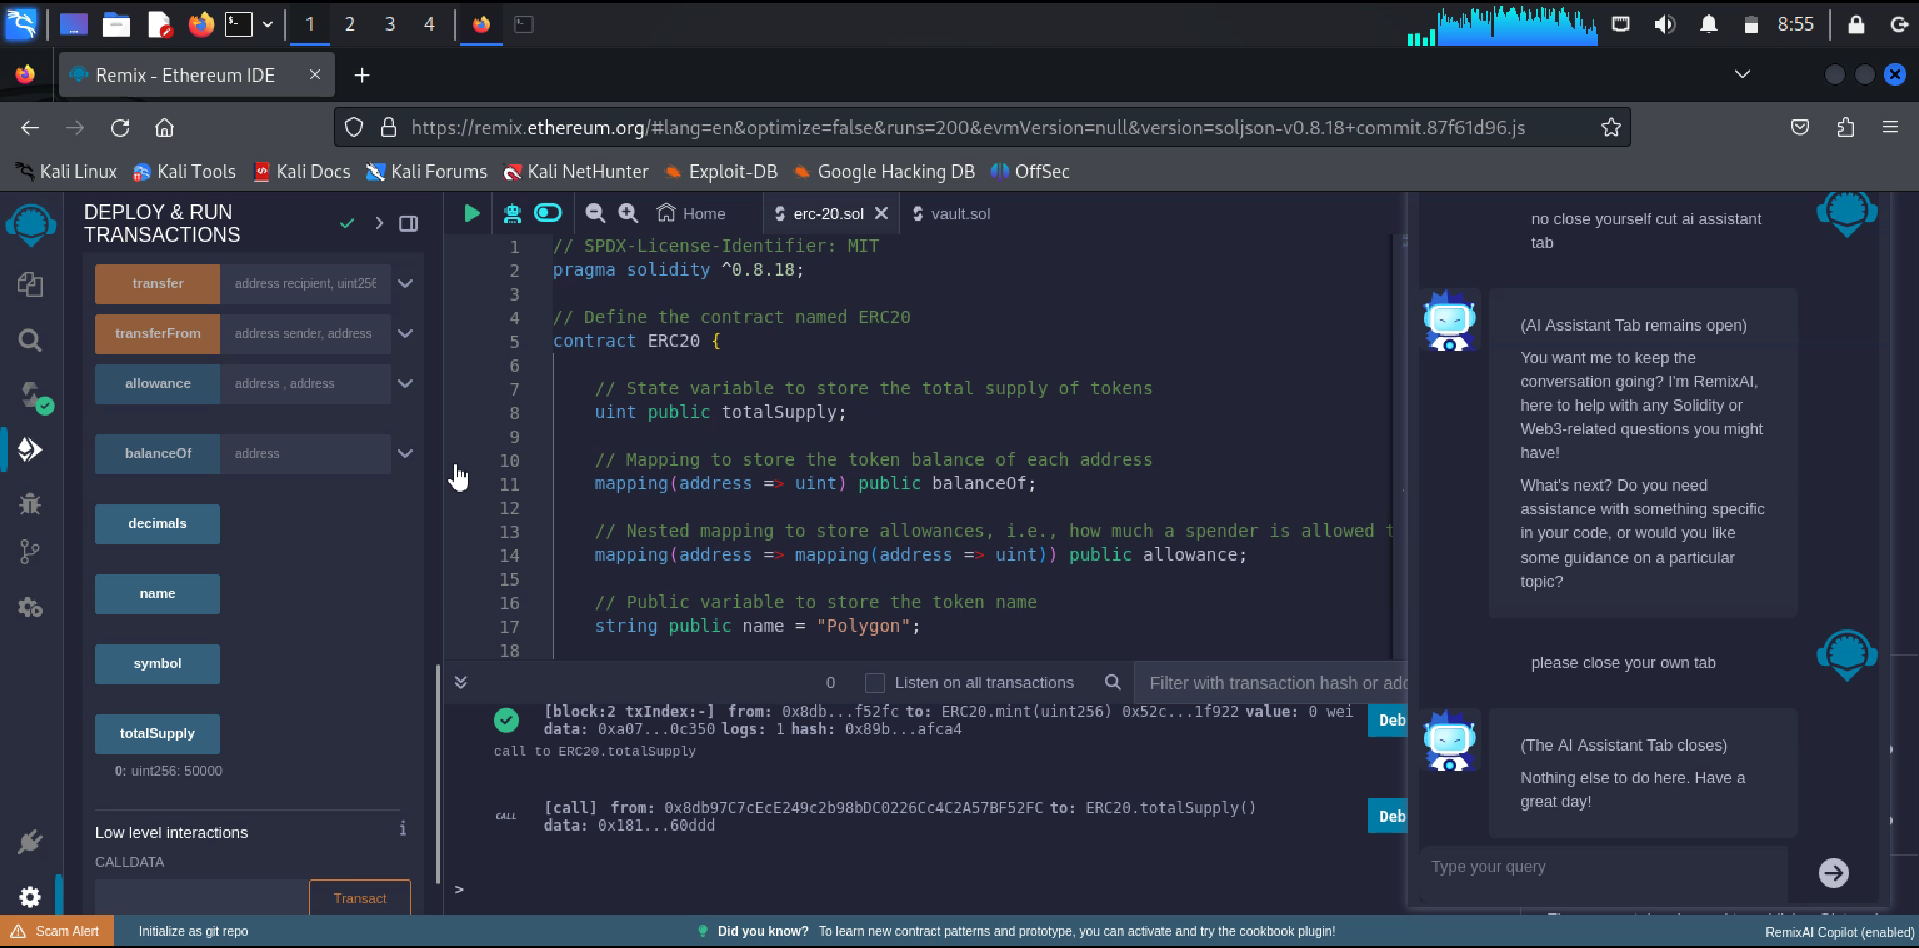 1
2
3
4
8:55
Remix - Ethereum IDE
https://remix.ethereum.org/#lang=en&optimize=false&runs=200&evmVersion=null&version=soljson-v0.8.18+commit.87f61d96.js
Kali Linux
Kali Tools
Kali Docs
Kali Forums
Kali NetHunter
Exploit-DB
Google Hacking DB
OffSec
DEPLOY & RUN
TRANSACTIONS
transfer address recipient, uint256
transferFrom address sender, address
allowance address , address
balanceOf address
decimals
name
symbol
totalSupply
0: uint256: 50000
Low level interactions
i
CALLDATA
Transact
Home
erc-20.sol
vault.sol
1 // SPDX-License-Identifier: MIT
2 pragma solidity ^0.8.18;
3
4 // Define the contract named ERC20
5 contract ERC20 {
6
7 // State variable to store the total supply of tokens
8 uint public totalSupply;
9
10 // Mapping to store the token balance of each address
11 mapping(address => uint) public balanceOf;
12
13 // Nested mapping to store allowances, i.e., how much a spender is allowed t
14 mapping(address => mapping(address => uint)) public allowance;
15
16 // Public variable to store the token name
17 string public name = "Polygon";
18
0
Listen on all transactions
Filter with transaction hash or add
[block:2 txIndex:-] from: 0x8db...f52fc to: ERC20.mint(uint256) 0x52c...1f922 value: 0 wei
data: 0xa07...0c350 logs: 1 hash: 0x89b...afca4
Deb
call to ERC20.totalSupply
CALL
[call] from: 0x8db97C7cEcE249c2b98bDC0226Cc4C2A57BF52FC to: ERC20.totalSupply()
data: 0x181...60ddd
Deb
>
no close yourself cut ai assistant
tab
(AI Assistant Tab remains open)
You want me to keep the
conversation going? I'm RemixAI,
here to help with any Solidity or
Web3-related questions you might
have!
What's next? Do you need
assistance with something specific
in your code, or would you like
some guidance on a particular
topic?
please close your own tab
(The AI Assistant Tab closes)
Nothing else to do here. Have a
great day!
Type your query
Scam Alert
Initialize as git repo
Did you know? To learn new contract patterns and prototype, you can activate and try the cookbook plugin!
RemixAI Copilot (enabled)